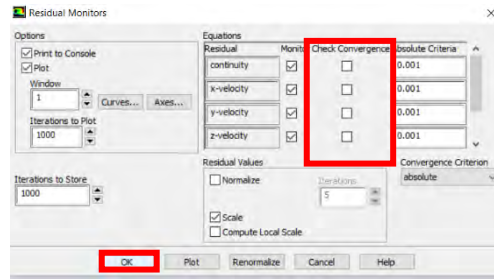 Residual Monitors
Options
Print to Console
Plot
Window
1
Curves... Axes...
Iterations to Plot
1000
Iterations to Store
1000
Equations
Residual Monito Check Convergence Absolute Criteria
continuity 0.001
x-velocity 0.001
y-velocity 0.001
z-velocity 0.001
Residual Values
Normalize
Iterations
5
Scale
Compute Local Scale
Convergence Criterion
absolute
OK Plot Renormalize Cancel Help